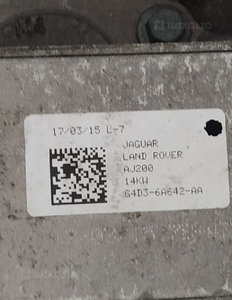 17/03/15 L-7
JAGUAR
LAND ROVER
AJ200
14KW
G4D3-6A642-AA